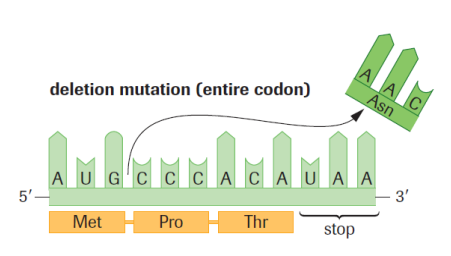 deletion mutation (entire codon)
A A C
Asn
A U G C C C A C A U A A
5′ 3′
Met Pro Thr
stop